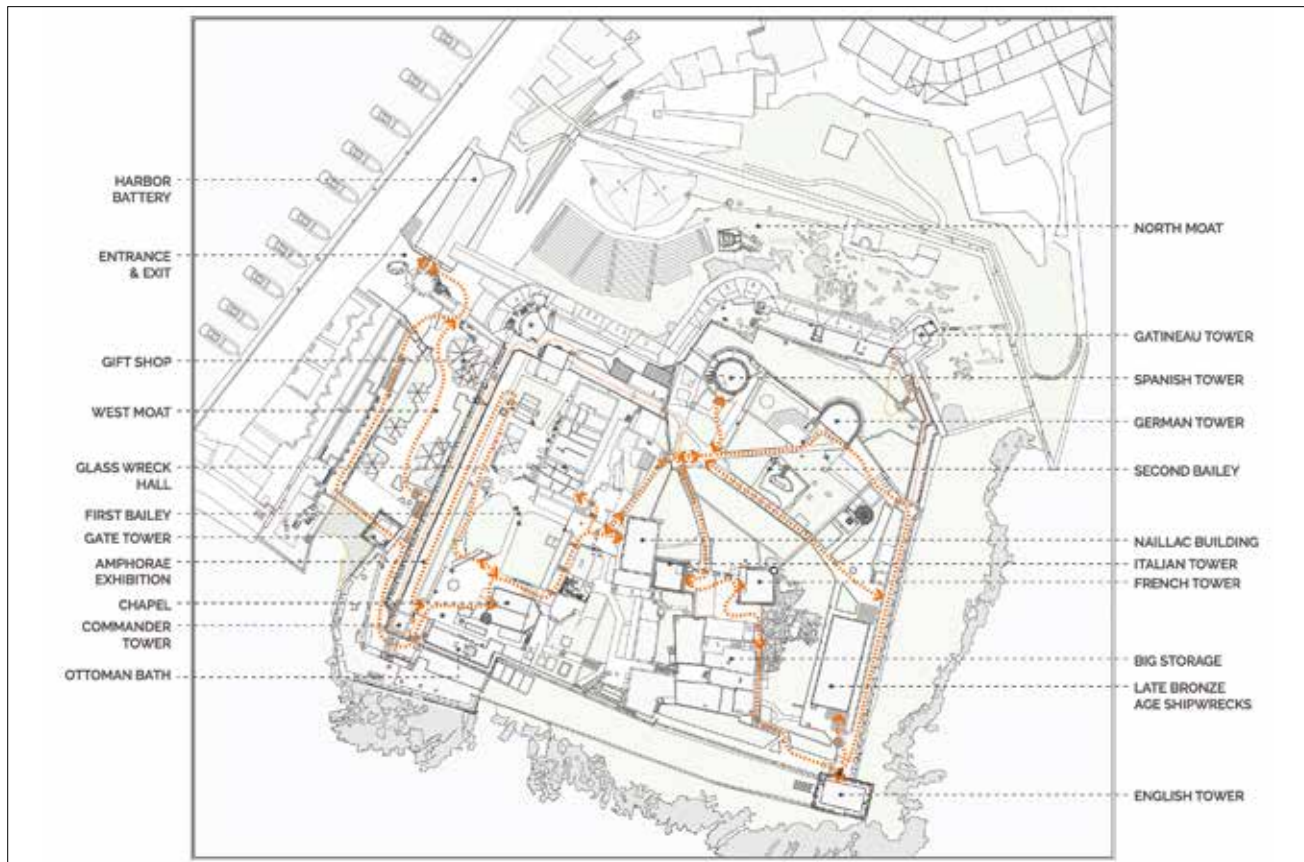 HARBOR
BATTERY
ENTRANCE
& EXIT
GIFT SHOP
WEST MOAT
GLASS WRECK
HALL
FIRST BAILEY
GATE TOWER
AMPHORAE
EXHIBITION
CHAPEL
COMMANDER
TOWER
OTTOMAN BATH
NORTH MOAT
GATINEAU TOWER
SPANISH TOWER
GERMAN TOWER
SECOND BAILEY
NAILLAC BUILDING
ITALIAN TOWER
FRENCH TOWER
BIG STORAGE
LATE BRONZE
AGE SHIPWRECKS
ENGLISH TOWER